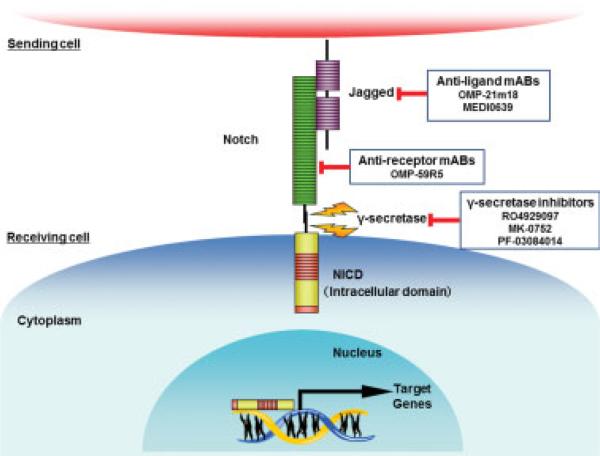 Sending cell
Jagged
Anti-ligand mABs
OMP-21m18
MEDI0639
Notch
Anti-receptor mABs
OMP-59R5
γ-secretase
γ-secretase inhibitors
RO4929097
MK-0752
PF-03084014
Receiving cell
NICD
(Intracellular domain)
Cytoplasm
Nucleus
Target
Genes